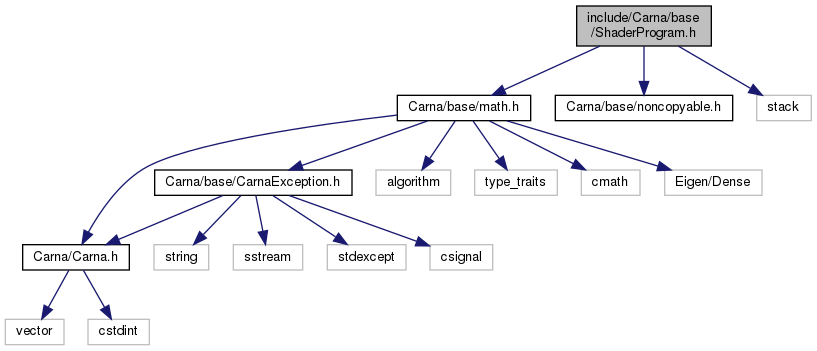 include/Carna/base
/ShaderProgram.h
Carna/base/math.h
Carna/base/noncopyable.h
stack
Carna/base/CarnaException.h
algorithm
type_traits
cmath
Eigen/Dense
Carna/Carna.h
string
sstream
stdexcept
csignal
vector
cstdint